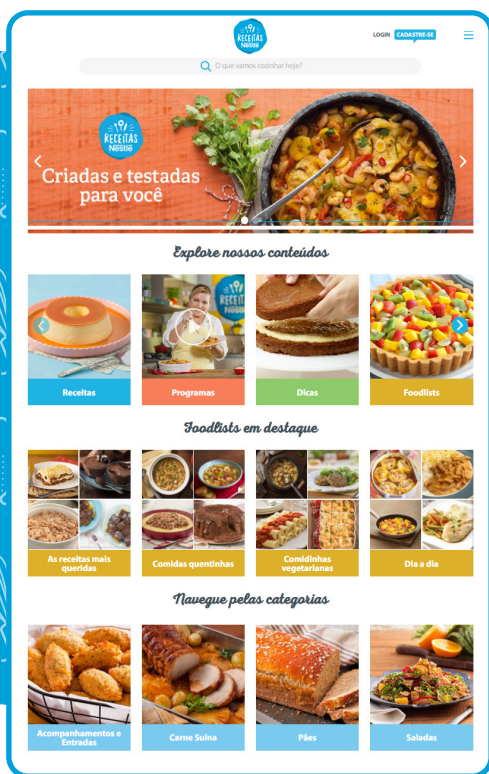 RECEITAS
Nestlé
LOGIN CADASTRE-SE
O que vamos cozinhar hoje?
RECEITAS
Nestlé
Criadas e testadas
para você
Explore nossos conteúdos
RECEIT
Nestlé
Receitas
Programas
Dicas
Foodlists
Foodlists em destaque
As receitas mais
queridas
Comidas quentinhas
Comidinhas
vegetarianas
Dia a dia
Navegue pelas categorias
Acompanhamentos e
Entradas
Carne Suína
Pães
Saladas